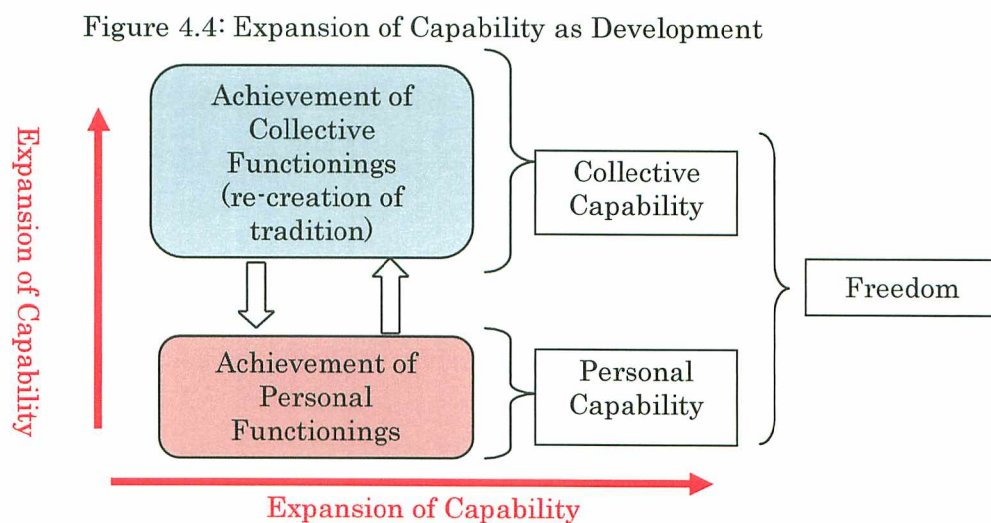 Figure 4.4: Expansion of Capability as Development
Expansion of Capability
Achievement of
Collective
Functionings
(re-creation of
tradition)
Collective
Capability
Freedom
Achievement of
Personal
Functionings
Personal
Capability
Expansion of Capability